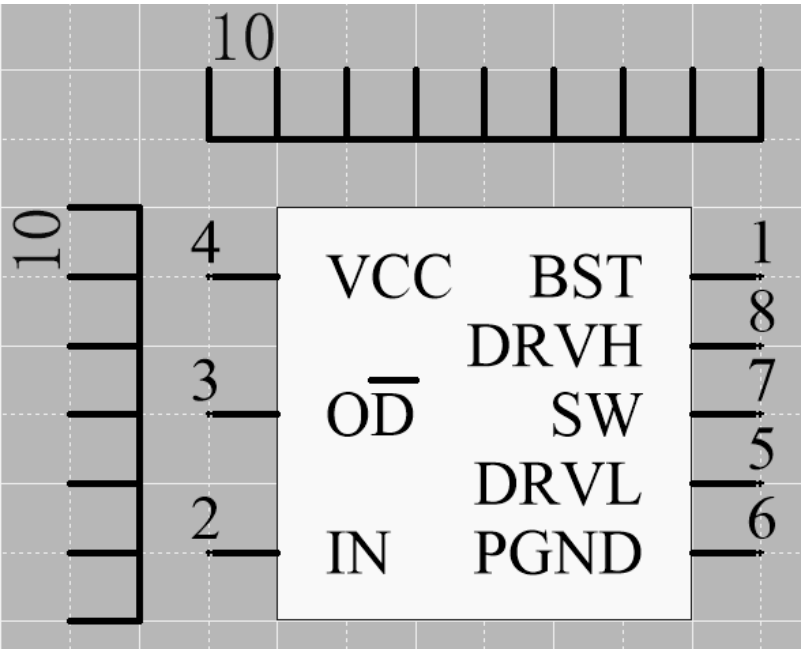 10
10
4 VCC BST 1
DRVH 8
3 OD̅ SW 7
DRVL 5
2 IN PGND 6